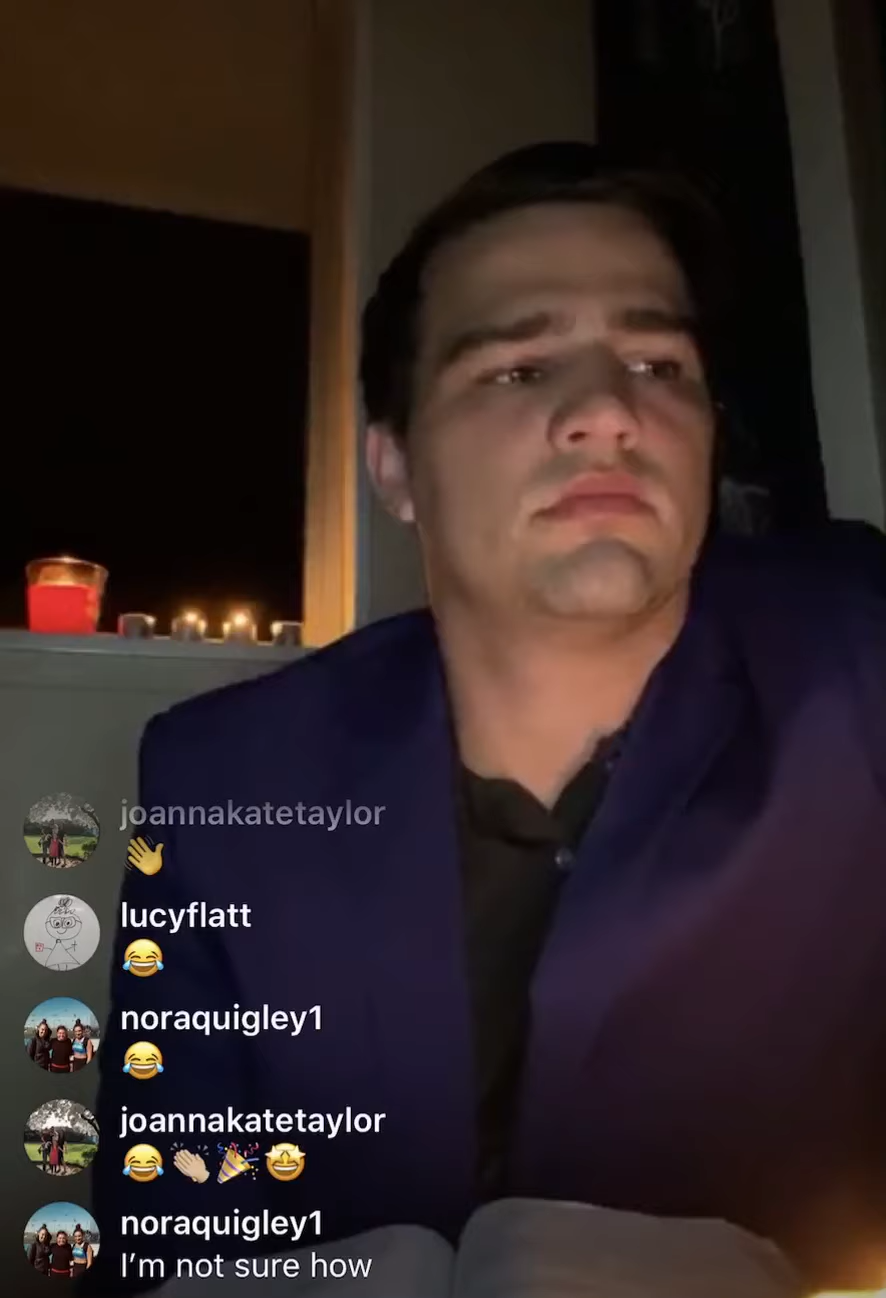 joannakatetaylor
👋
lucyflatt
😂
noraquigley1
😂
joannakatetaylor
😂👏🏼🎉🤩
noraquigley1
I’m not sure how